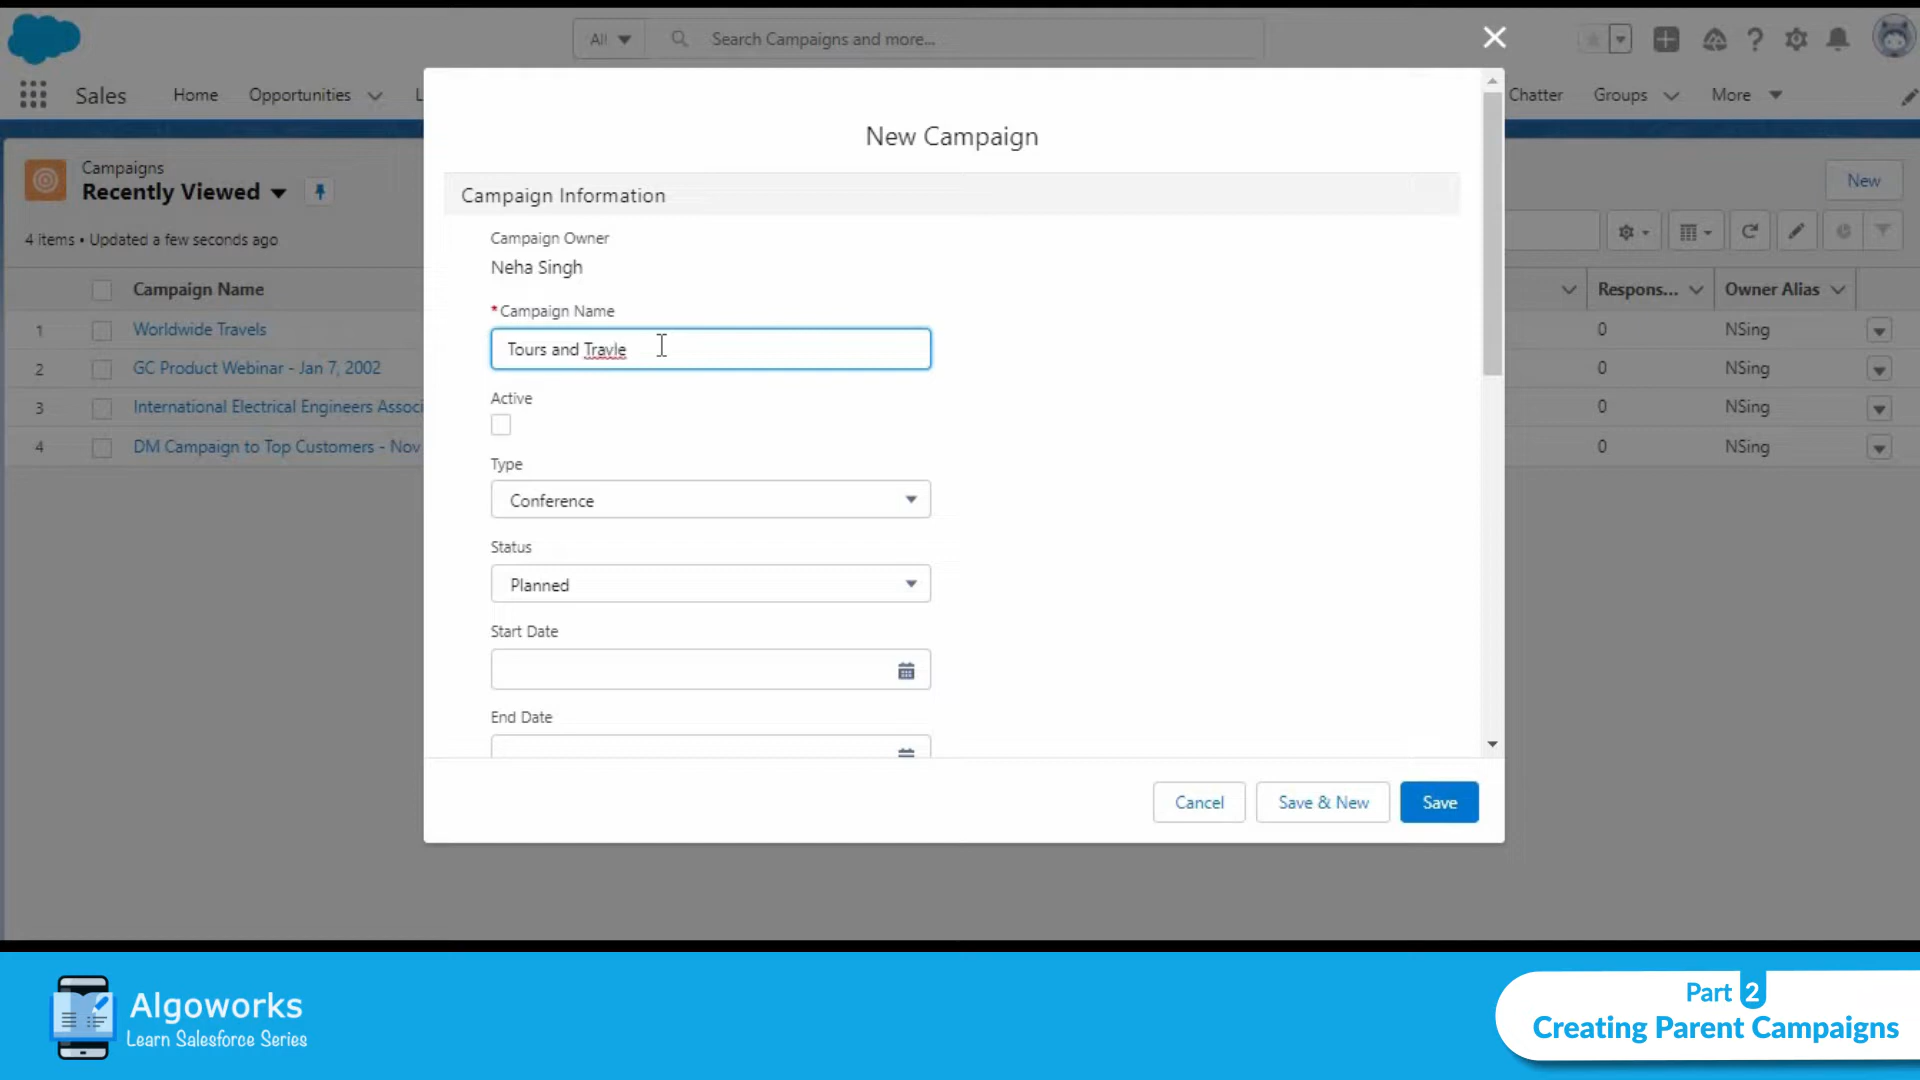 All
Search Campaigns and more...
Sales
Home
Opportunities
L
Chatter
Groups
More
Campaigns
Recently Viewed
New
4 items • Updated a few seconds ago
Campaign Name
Respons...
Owner Alias
1
Worldwide Travels
0
NSing
2
GC Product Webinar - Jan 7, 2002
0
NSing
3
International Electrical Engineers Associ
0
NSing
4
DM Campaign to Top Customers - Nov
0
NSing
New Campaign
Campaign Information
Campaign Owner
Neha Singh
*Campaign Name
Tours and Travle
Active
Type
Conference
Status
Planned
Start Date
End Date
Cancel
Save & New
Save
Algoworks
Learn Salesforce Series
Part 2
Creating Parent Campaigns